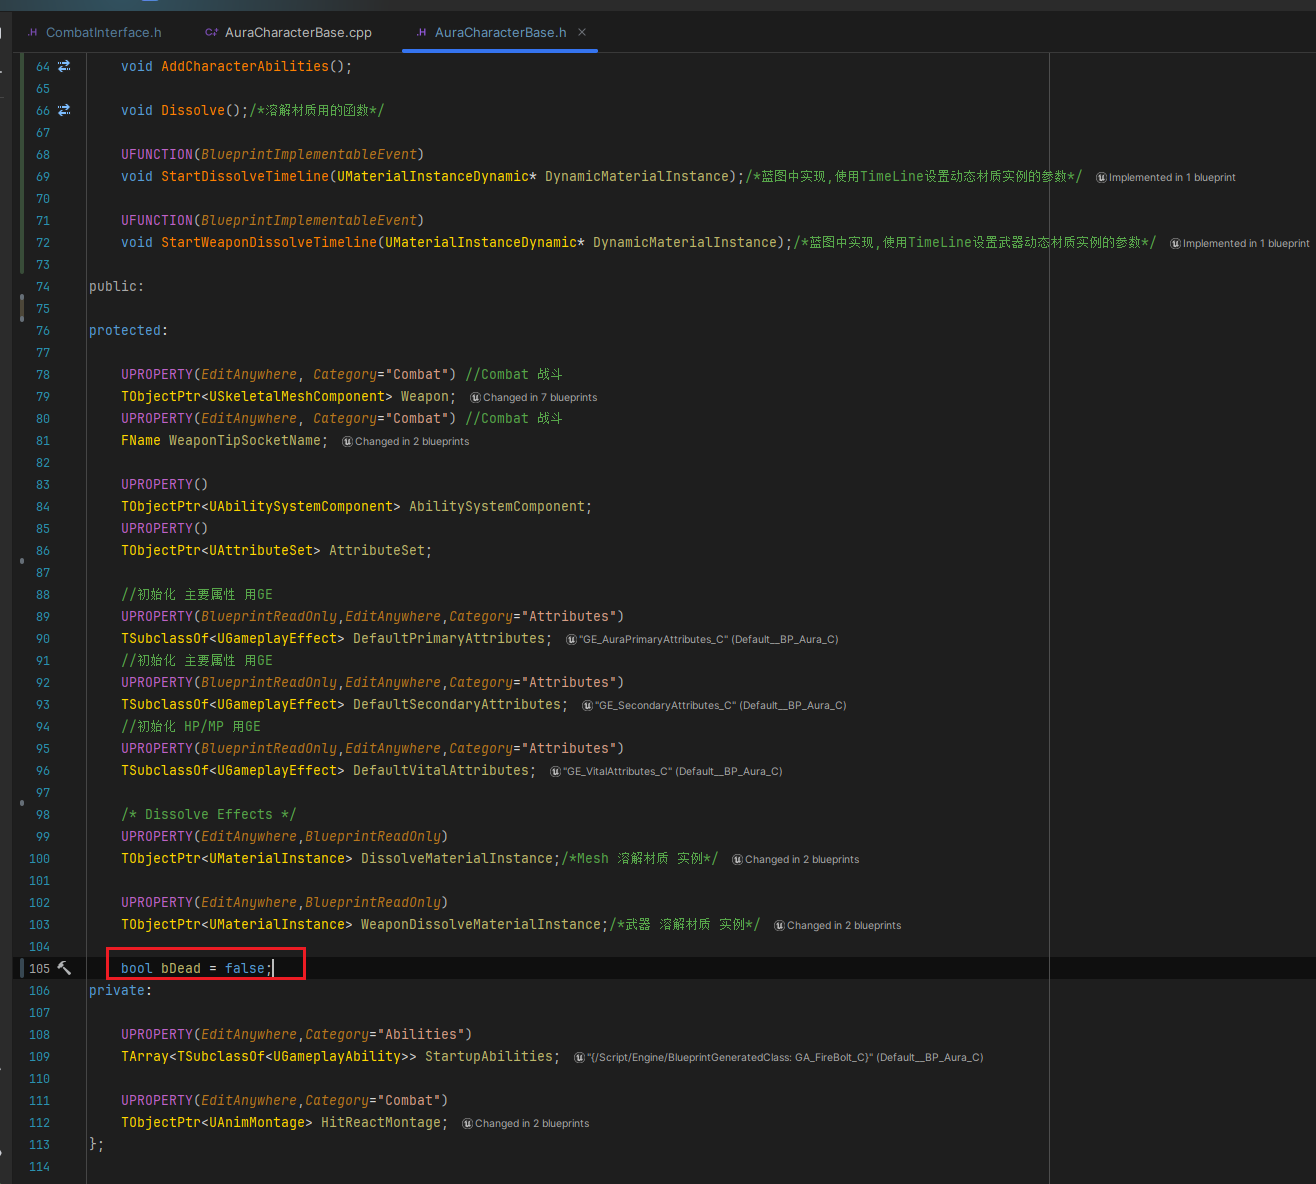 CombatInterface.h AuraCharacterBase.cpp AuraCharacterBase.h
64 void AddCharacterAbilities();
65
66 void Dissolve();/*溶解材质用的函数*/
67
68 UFUNCTION(BlueprintImplementableEvent)
69 void StartDissolveTimeline(UMaterialInstanceDynamic* DynamicMaterialInstance);/*蓝图中实现,使用TimeLine设置动态材质实例的参数*/ Implemented in 1 blueprint
70
71 UFUNCTION(BlueprintImplementableEvent)
72 void StartWeaponDissolveTimeline(UMaterialInstanceDynamic* DynamicMaterialInstance);/*蓝图中实现,使用TimeLine设置武器动态材质实例的参数*/ Implemented in 1 blueprint
73
74 public:
75
76 protected:
77
78 UPROPERTY(EditAnywhere, Category="Combat") //Combat 战斗
79 TObjectPtr<USkeletalMeshComponent> Weapon; Changed in 7 blueprints
80 UPROPERTY(EditAnywhere, Category="Combat") //Combat 战斗
81 FName WeaponTipSocketName; Changed in 2 blueprints
82
83 UPROPERTY()
84 TObjectPtr<UAbilitySystemComponent> AbilitySystemComponent;
85 UPROPERTY()
86 TObjectPtr<UAttributeSet> AttributeSet;
87
88 //初始化 主要属性 用GE
89 UPROPERTY(BlueprintReadOnly,EditAnywhere,Category="Attributes")
90 TSubclassOf<UGameplayEffect> DefaultPrimaryAttributes; "GE_AuraPrimaryAttributes_C" (Default__BP_Aura_C)
91 //初始化 主要属性 用GE
92 UPROPERTY(BlueprintReadOnly,EditAnywhere,Category="Attributes")
93 TSubclassOf<UGameplayEffect> DefaultSecondaryAttributes; "GE_SecondaryAttributes_C" (Default__BP_Aura_C)
94 //初始化 HP/MP 用GE
95 UPROPERTY(BlueprintReadOnly,EditAnywhere,Category="Attributes")
96 TSubclassOf<UGameplayEffect> DefaultVitalAttributes; "GE_VitalAttributes_C" (Default__BP_Aura_C)
97
98 /* Dissolve Effects */
99 UPROPERTY(EditAnywhere,BlueprintReadOnly)
100 TObjectPtr<UMaterialInstance> DissolveMaterialInstance;/*Mesh 溶解材质 实例*/ Changed in 2 blueprints
101
102 UPROPERTY(EditAnywhere,BlueprintReadOnly)
103 TObjectPtr<UMaterialInstance> WeaponDissolveMaterialInstance;/*武器 溶解材质 实例*/ Changed in 2 blueprints
104
105 bool bDead = false;
106 private:
107
108 UPROPERTY(EditAnywhere,Category="Abilities")
109 TArray<TSubclassOf<UGameplayAbility>> StartupAbilities; "{/Script/Engine/BlueprintGeneratedClass: GA_FireBolt_C}" (Default__BP_Aura_C)
110
111 UPROPERTY(EditAnywhere,Category="Combat")
112 TObjectPtr<UAnimMontage> HitReactMontage; Changed in 2 blueprints
113 };
114